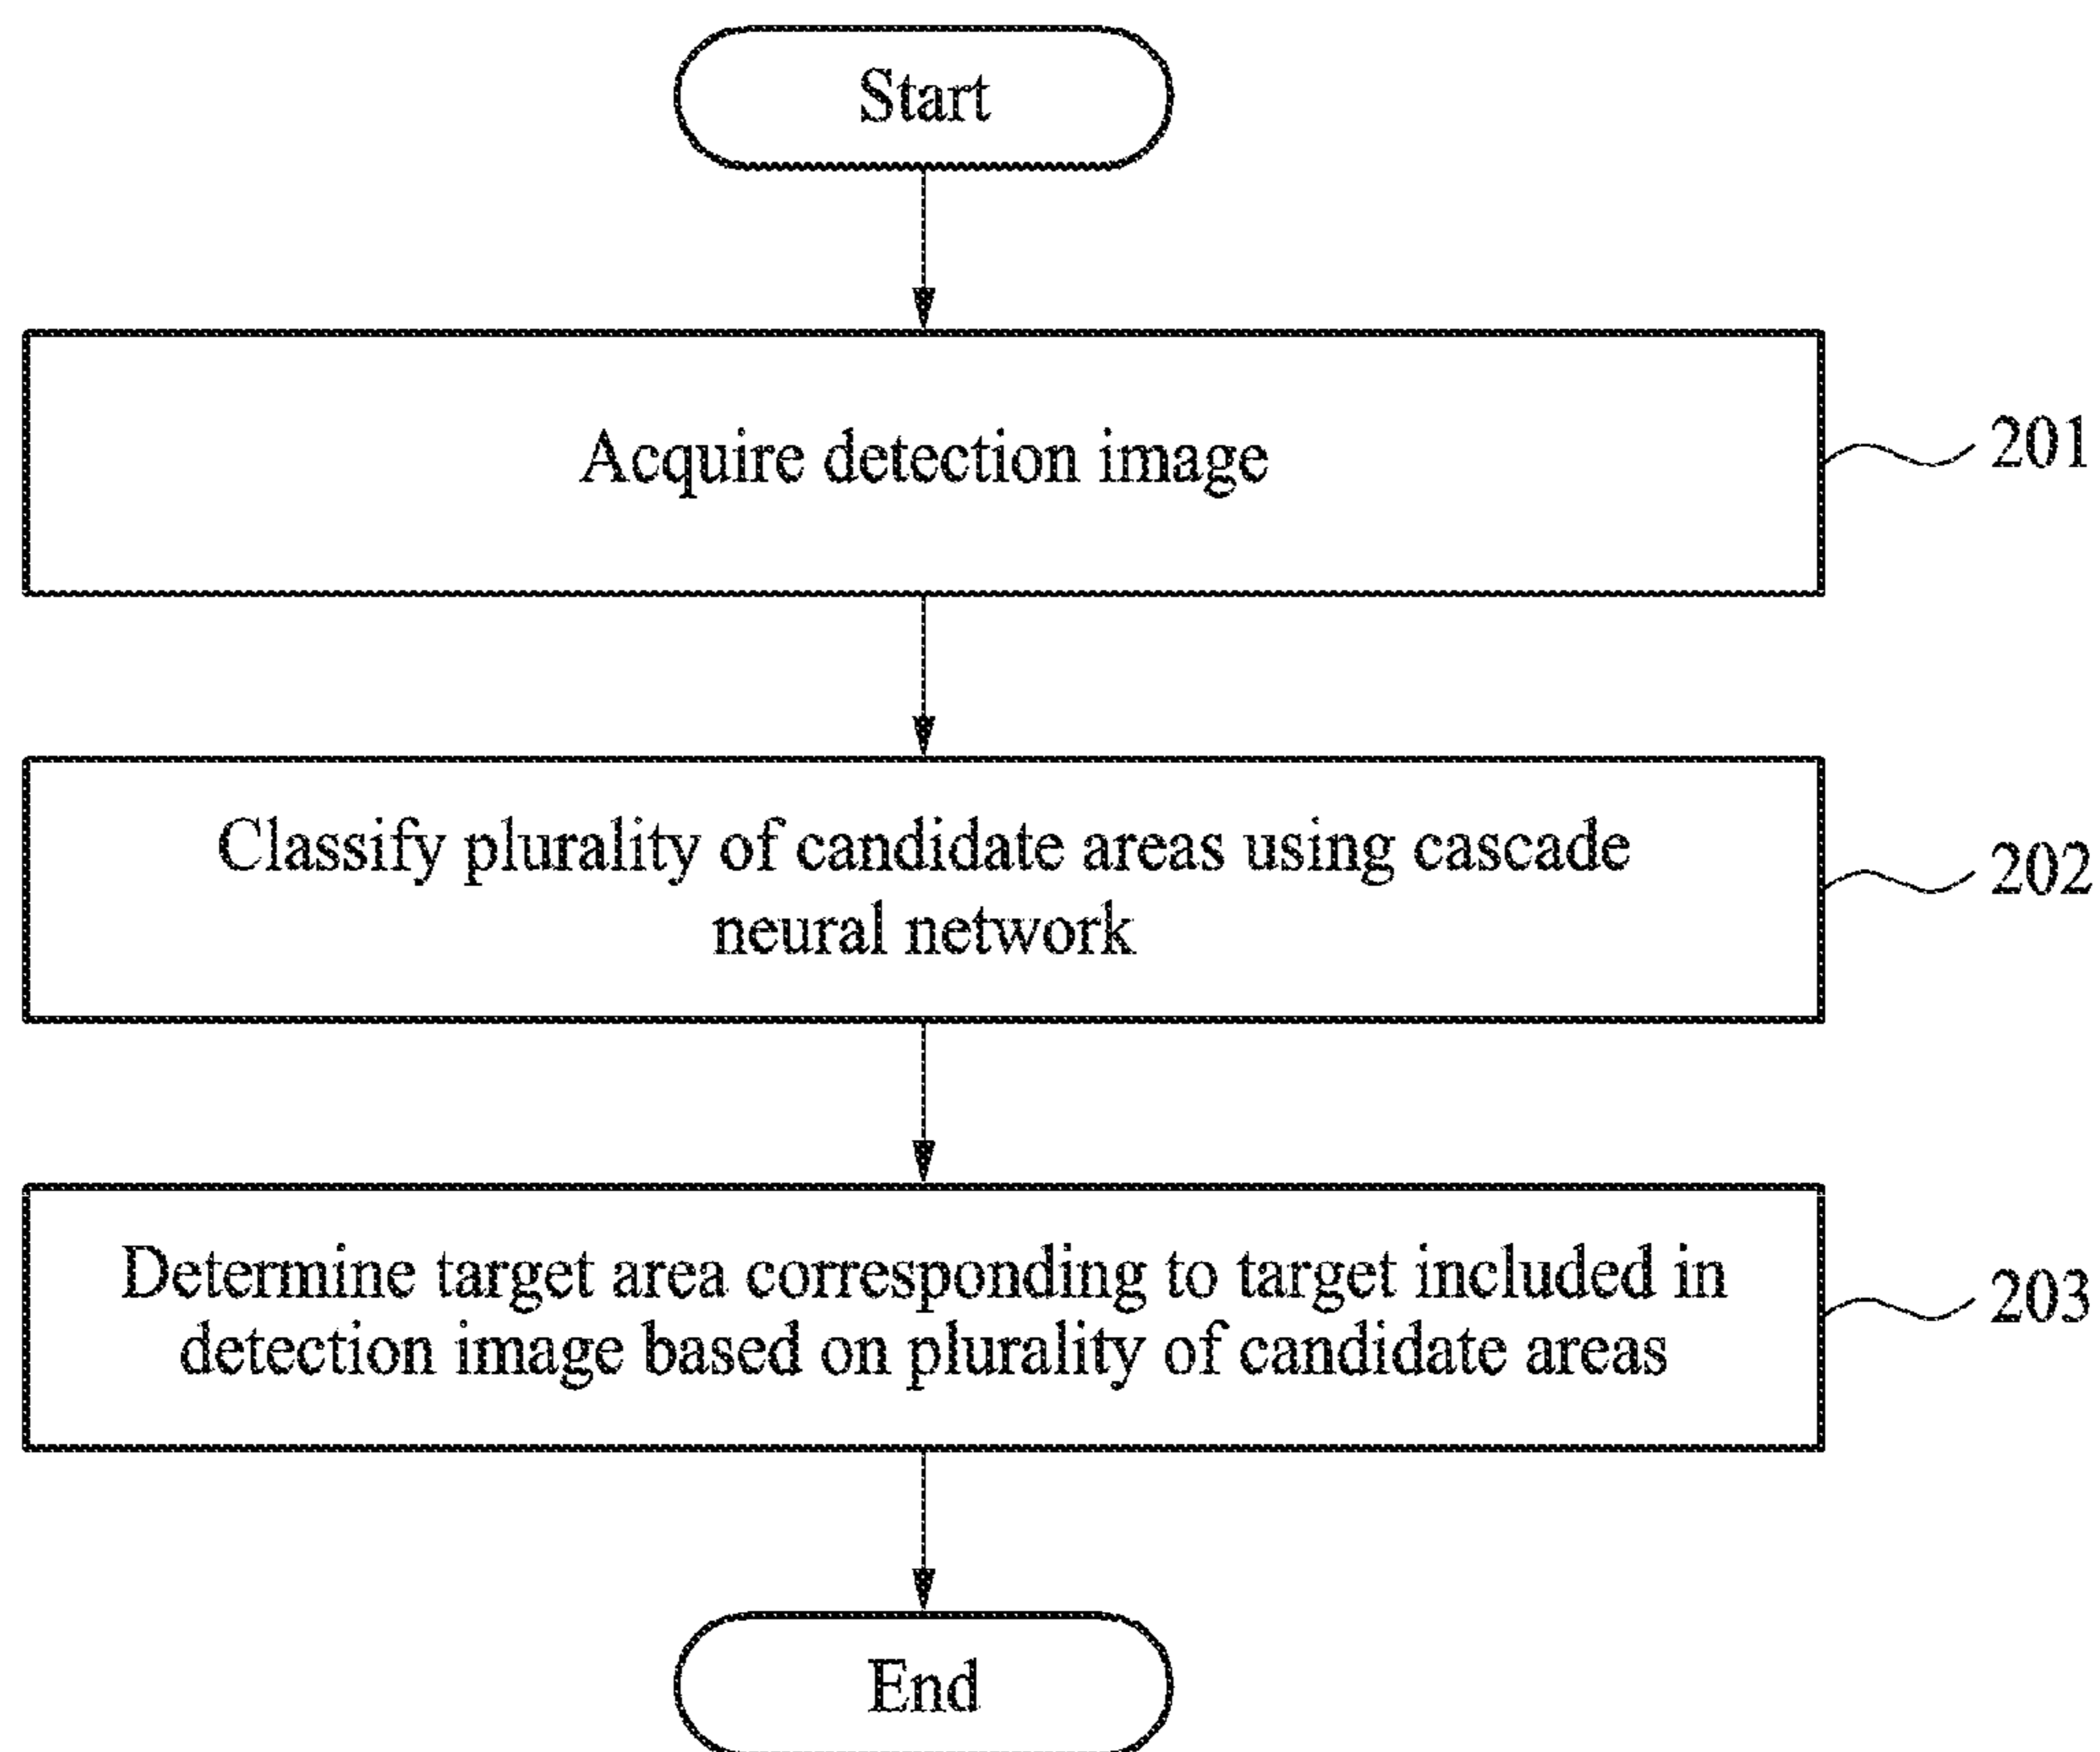 Start
Acquire detection image
201
Classify plurality of candidate areas using cascade
neural network
202
Determine target area corresponding to target included in
detection image based on plurality of candidate areas
203
End